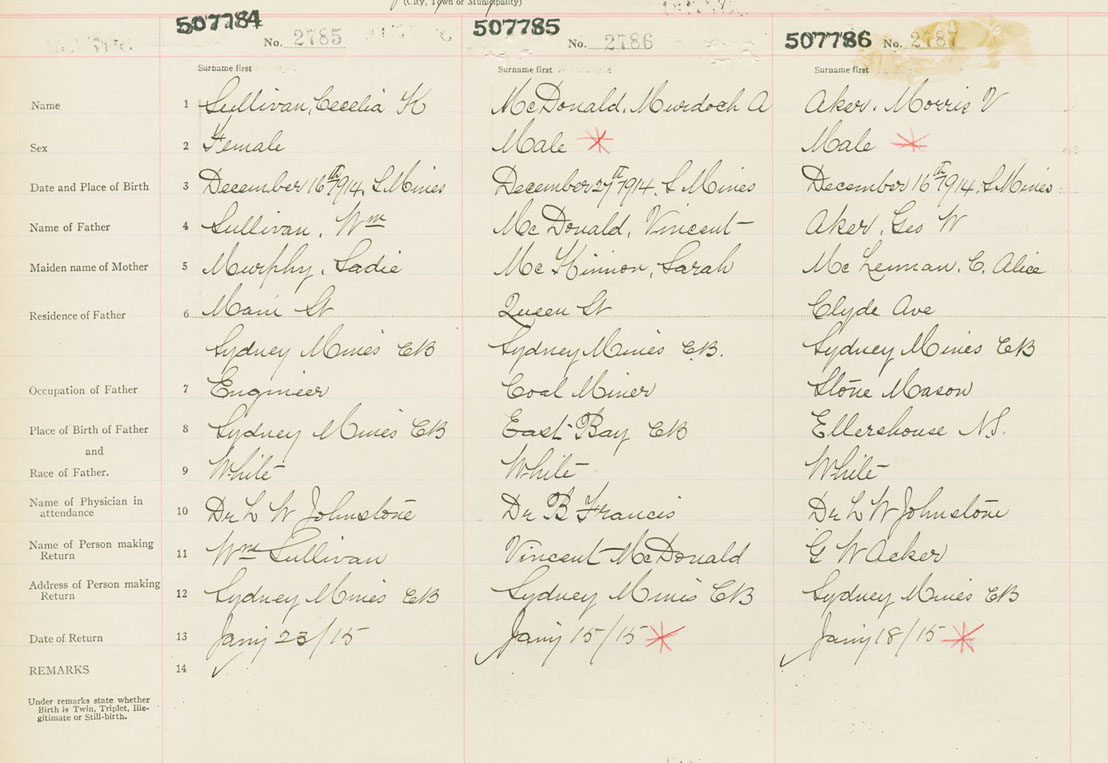 (City, Town or Municipality)
507784 507785 507786
No. 2785 No. 2786 No. 2787
Surname first Surname first Surname first
Name 1 Sullivan, Cecelia K McDonald, Murdoch A Aker, Morris V
Sex 2 Female Male Male
Date and Place of Birth 3 December 16th 1914, S Mines December 27th 1914, S Mines December 16th 1914, S Mines
Name of Father 4 Sullivan, Wm McDonald, Vincent Aker, Geo W
Maiden name of Mother 5 Murphy, Sadie McKinnon, Sarah McLennan, C. Alice
Residence of Father 6 Main St Queen St Clyde Ave
Sydney Mines CB Sydney Mines CB. Sydney Mines CB
Occupation of Father 7 Engineer Coal Miner Stone Mason
Place of Birth of Father 8 Sydney Mines CB East Bay CB Ellershouse N.S.
and
Race of Father. 9 White White White
Name of Physician in
attendance 10 Dr L W Johnstone Dr B Francis Dr L W Johnstone
Name of Person making
Return 11 Wm Sullivan Vincent McDonald G W Acker
Address of Person making
Return 12 Sydney Mines CB Sydney Mines CB Sydney Mines CB
Date of Return 13 Jany 23/15 Jany 15/15 Jany 18/15
REMARKS 14
Under remarks state whether
Birth is Twin, Triplet, Ille-
gitimate or Still-birth.